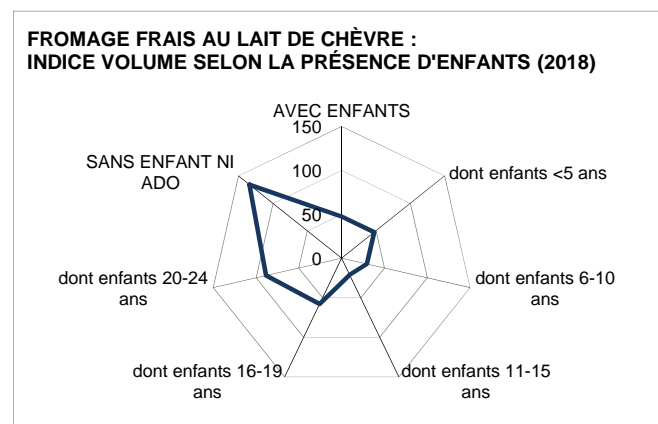 FROMAGE FRAIS AU LAIT DE CHÈVRE :
INDICE VOLUME SELON LA PRÉSENCE D'ENFANTS (2018)
AVEC ENFANTS
150
100
50
0
dont enfants <5 ans
dont enfants 6-10
ans
dont enfants 11-15
ans
dont enfants 16-19
ans
dont enfants 20-24
ans
SANS ENFANT NI
ADO